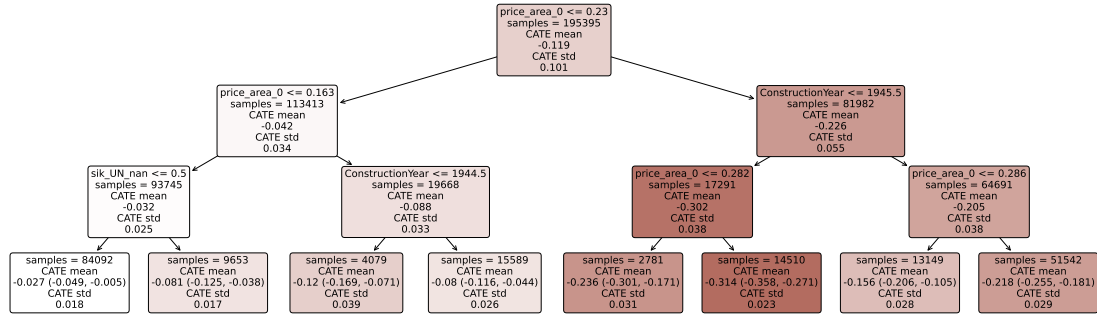 price_area_0 <= 0.23
samples = 195395
CATE mean
-0.119
CATE std
0.101
price_area_0 <= 0.163
samples = 113413
CATE mean
-0.042
CATE std
0.034
ConstructionYear <= 1945.5
samples = 81982
CATE mean
-0.226
CATE std
0.055
sik_UN_nan <= 0.5
samples = 93745
CATE mean
-0.032
CATE std
0.025
ConstructionYear <= 1944.5
samples = 19668
CATE mean
-0.088
CATE std
0.033
price_area_0 <= 0.282
samples = 17291
CATE mean
-0.302
CATE std
0.038
price_area_0 <= 0.286
samples = 64691
CATE mean
-0.205
CATE std
0.038
samples = 84092
CATE mean
-0.027 (-0.049, -0.005)
CATE std
0.018
samples = 9653
CATE mean
-0.081 (-0.125, -0.038)
CATE std
0.017
samples = 4079
CATE mean
-0.12 (-0.169, -0.071)
CATE std
0.039
samples = 15589
CATE mean
-0.08 (-0.116, -0.044)
CATE std
0.026
samples = 2781
CATE mean
-0.236 (-0.301, -0.171)
CATE std
0.031
samples = 14510
CATE mean
-0.314 (-0.358, -0.271)
CATE std
0.023
samples = 13149
CATE mean
-0.156 (-0.206, -0.105)
CATE std
0.028
samples = 51542
CATE mean
-0.218 (-0.255, -0.181)
CATE std
0.029